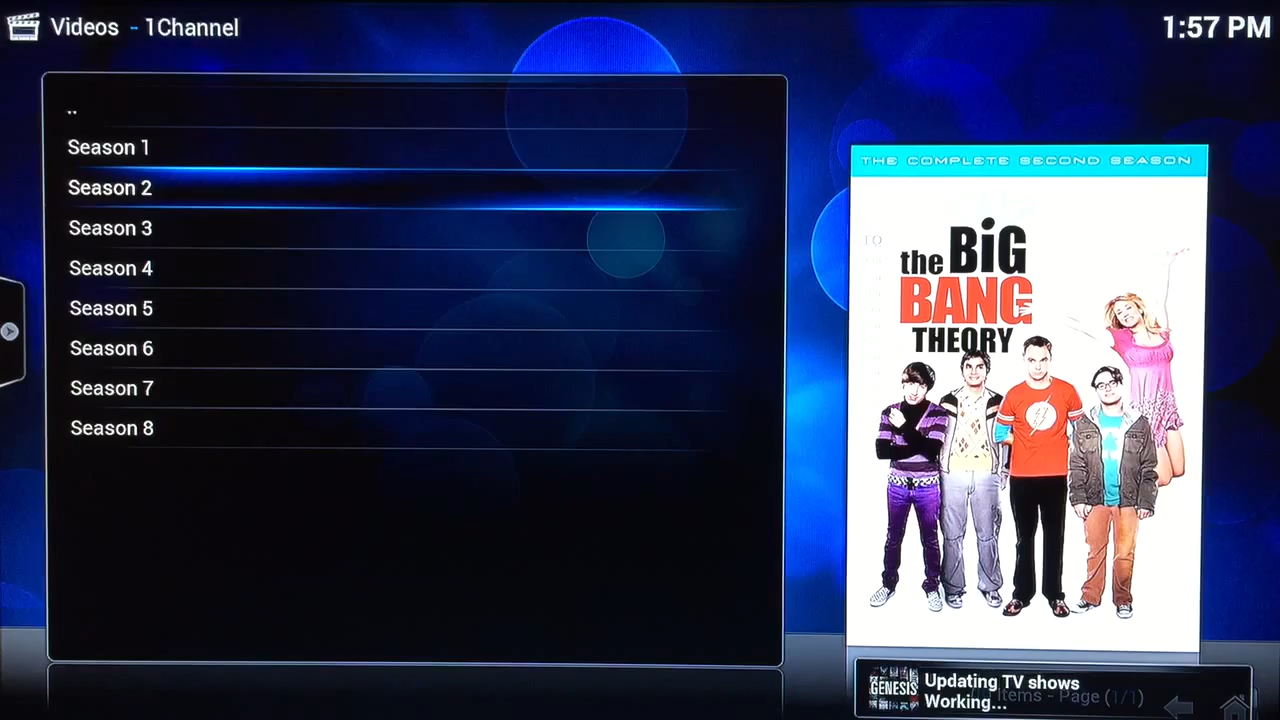 Videos - 1Channel
1:57 PM
..
Season 1
Season 2
Season 3
Season 4
Season 5
Season 6
Season 7
Season 8
THE COMPLETE SECOND SEASON
the BiG
BANG
THEORY
GENESIS
Updating TV shows
Working...
Items - Page (1/1)